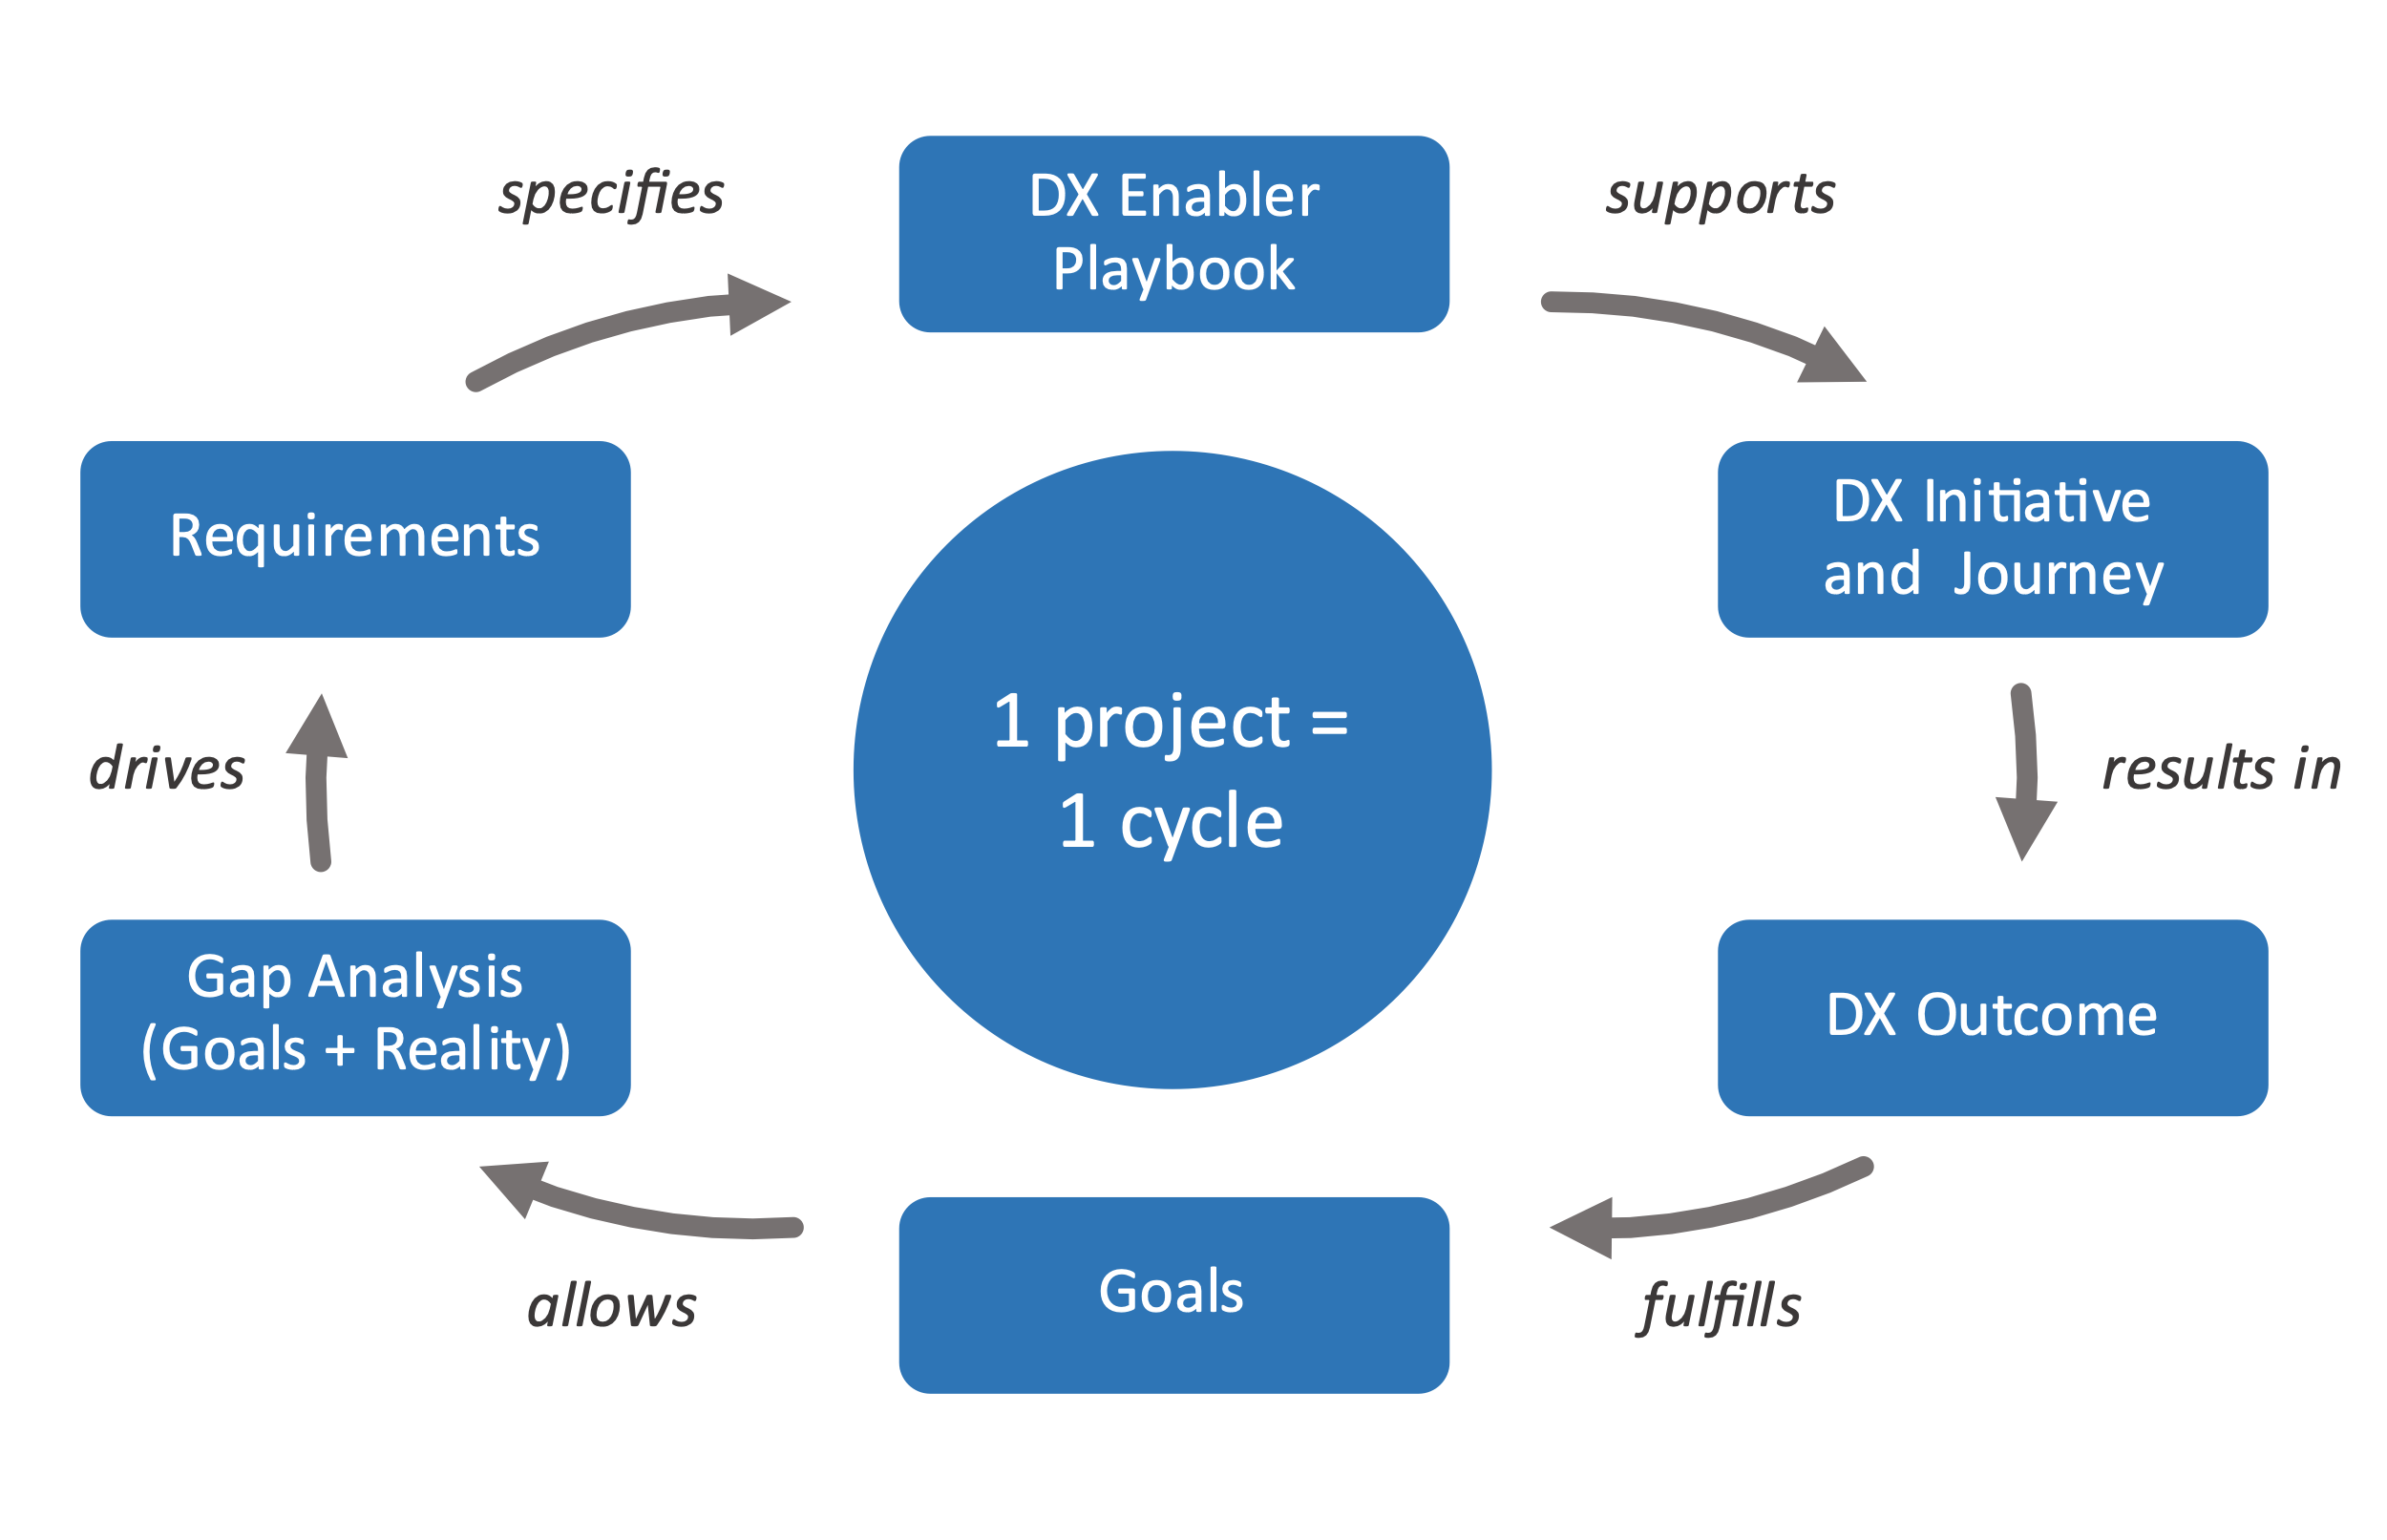 specifies
DX Enabler
Playbook
supports
Requirements
DX Initiative
and Journey
1 project =
1 cycle
drives
results in
Gap Analysis
(Goals + Reality)
DX Outcome
Goals
allows
fulfills